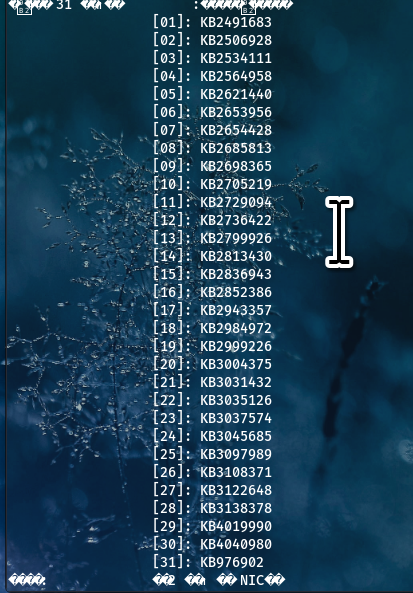 31
[01]: KB2491683
[02]: KB2506928
[03]: KB2534111
[04]: KB2564958
[05]: KB2621440
[06]: KB2653956
[07]: KB2654428
[08]: KB2685813
[09]: KB2698365
[10]: KB2705219
[11]: KB2729094
[12]: KB2736422
[13]: KB2799926
[14]: KB2813430
[15]: KB2836943
[16]: KB2852386
[17]: KB2943357
[18]: KB2984972
[19]: KB2999226
[20]: KB3004375
[21]: KB3031432
[22]: KB3035126
[23]: KB3037574
[24]: KB3045685
[25]: KB3097989
[26]: KB3108371
[27]: KB3122648
[28]: KB3138378
[29]: KB4019990
[30]: KB4040980
[31]: KB976902
NIC